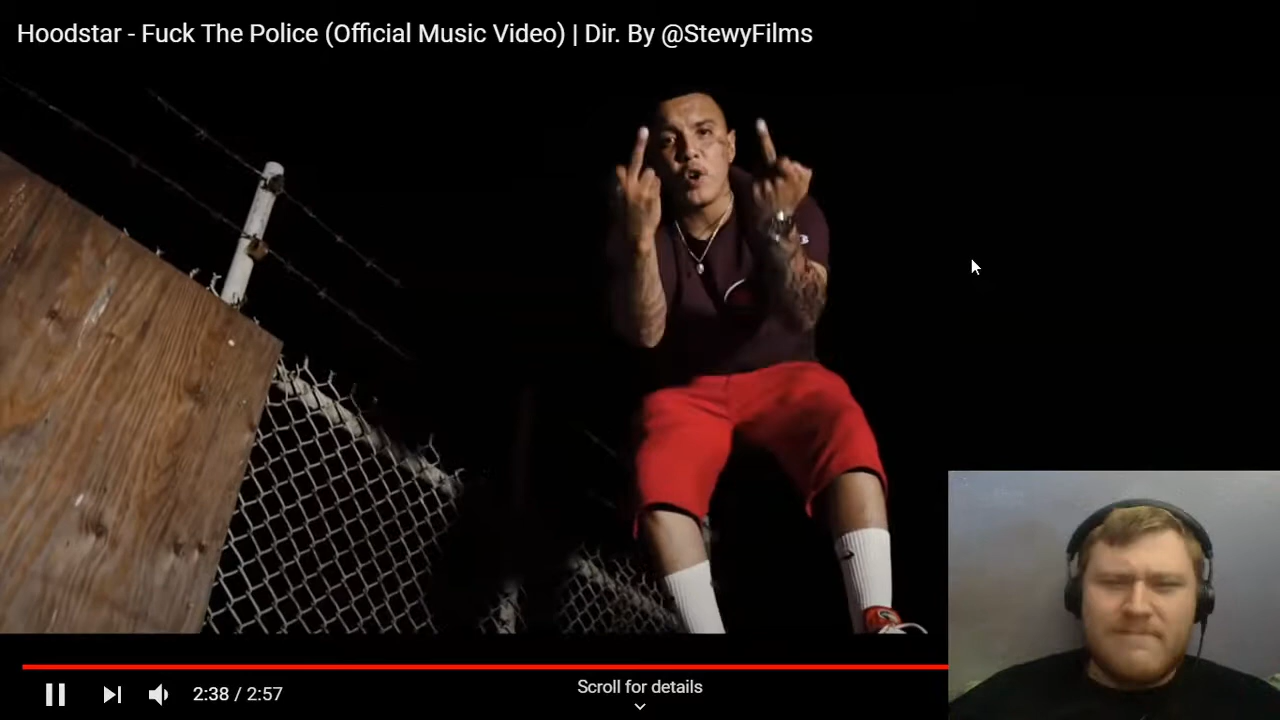 Hoodstar - Fuck The Police (Official Music Video) | Dir. By @StewyFilms
2:38 / 2:57
Scroll for details